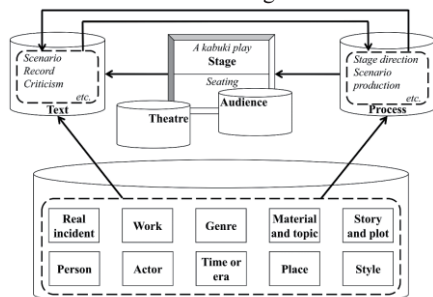 Scenario
Record
Criticism
etc.
Text
A kabuki play
Stage
Seating
Theatre
Audience
Stage direction
Scenario
production
etc.
Process
Real
incident
Work
Genre
Material
and topic
Story
and plot
Person
Actor
Time or
era
Place
Style